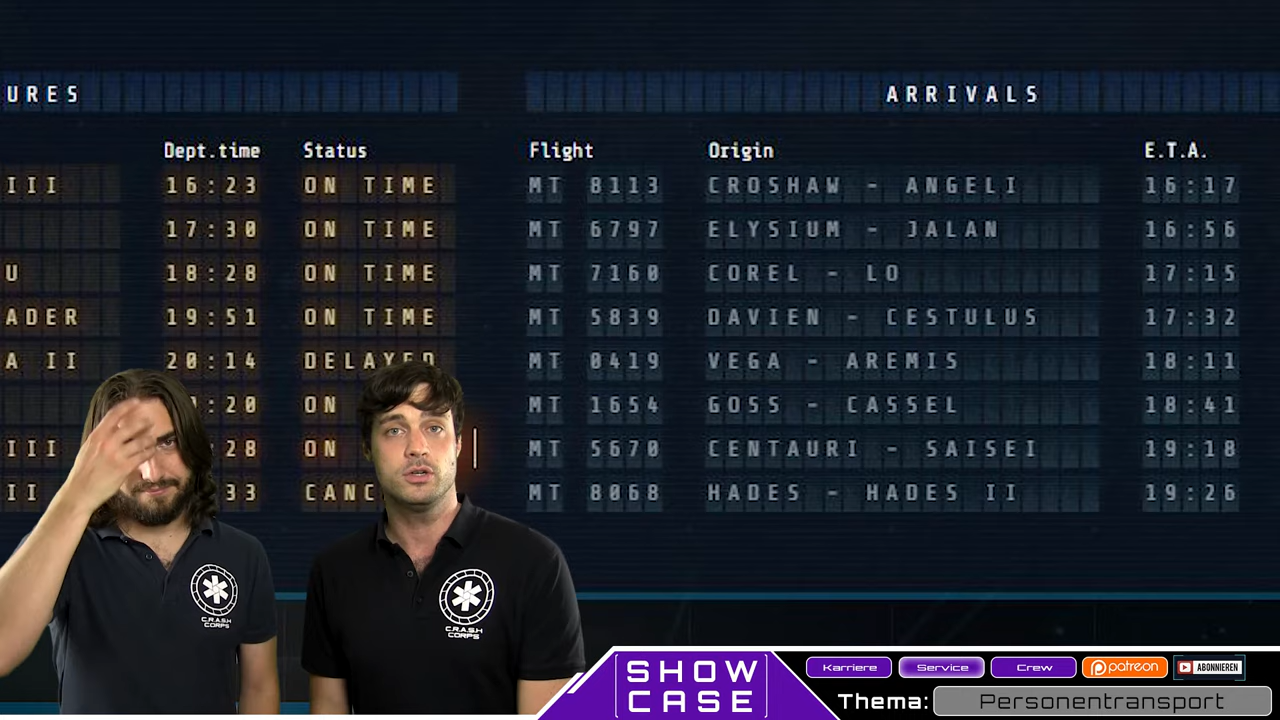 URES
Dept.time Status
III 16:23 ON TIME
17:30 ON TIME
U 18:28 ON TIME
ADER 19:51 ON TIME
A II 20:14 DELAYED
:20 ON
III :28 ON
II :33 CANC
ARRIVALS
Flight Origin E.T.A.
MT 8113 CROSHAW - ANGELI 16:17
MT 6797 ELYSIUM - JALAN 16:56
MT 7160 COREL - LO 17:15
MT 5839 DAVIEN - CESTULUS 17:32
MT 0419 VEGA - AREMIS 18:11
MT 1654 GOSS - CASSEL 18:41
MT 5670 CENTAURI - SAISEI 19:18
MT 8068 HADES - HADES II 19:26
C.R.A.S.H
CORPS
C.R.A.S.H
CORPS
SHOW
CASE
Karriere Service Crew patreon ABONNIEREN
Thema: Personentransport